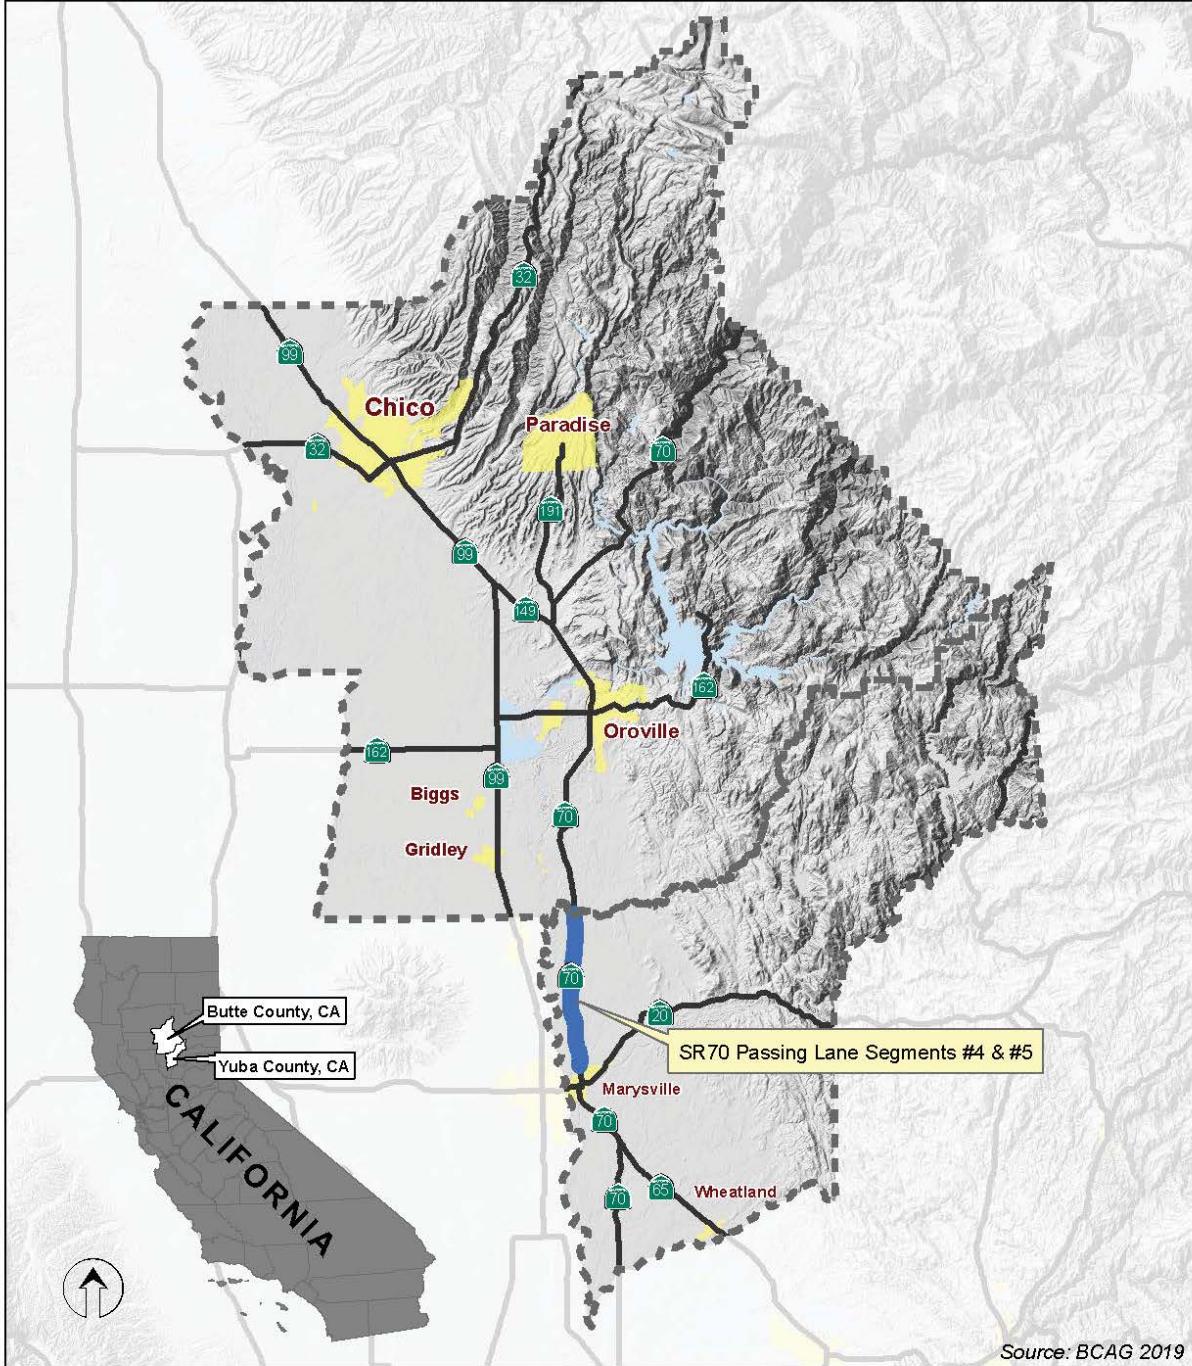 32
99
Chico
Paradise
32
70
191
99
149
162
Oroville
162
99
Biggs
70
Gridley
70
Butte County, CA
20
SR70 Passing Lane Segments #4 & #5
Yuba County, CA
Marysville
70
CALIFORNIA
65
Wheatland
70
Source: BCAG 2019